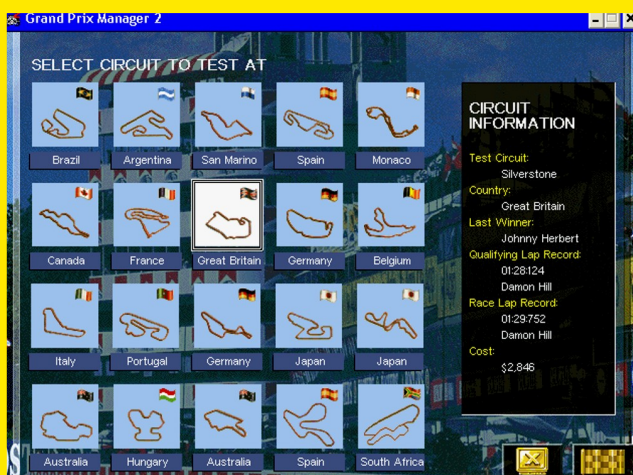 Grand Prix Manager 2
SELECT CIRCUIT TO TEST AT
Brazil
Argentina
San Marino
Spain
Monaco
Canada
France
Great Britain
Germany
Belgium
Italy
Portugal
Germany
Japan
Japan
Australia
Hungary
Australia
Spain
South Africa
CIRCUIT
INFORMATION
Test Circuit:
Silverstone
Country:
Great Britain
Last Winner:
Johnny Herbert
Qualifying Lap Record:
01:28:124
Damon Hill
Race Lap Record:
01:29:752
Damon Hill
Cost:
$2,846